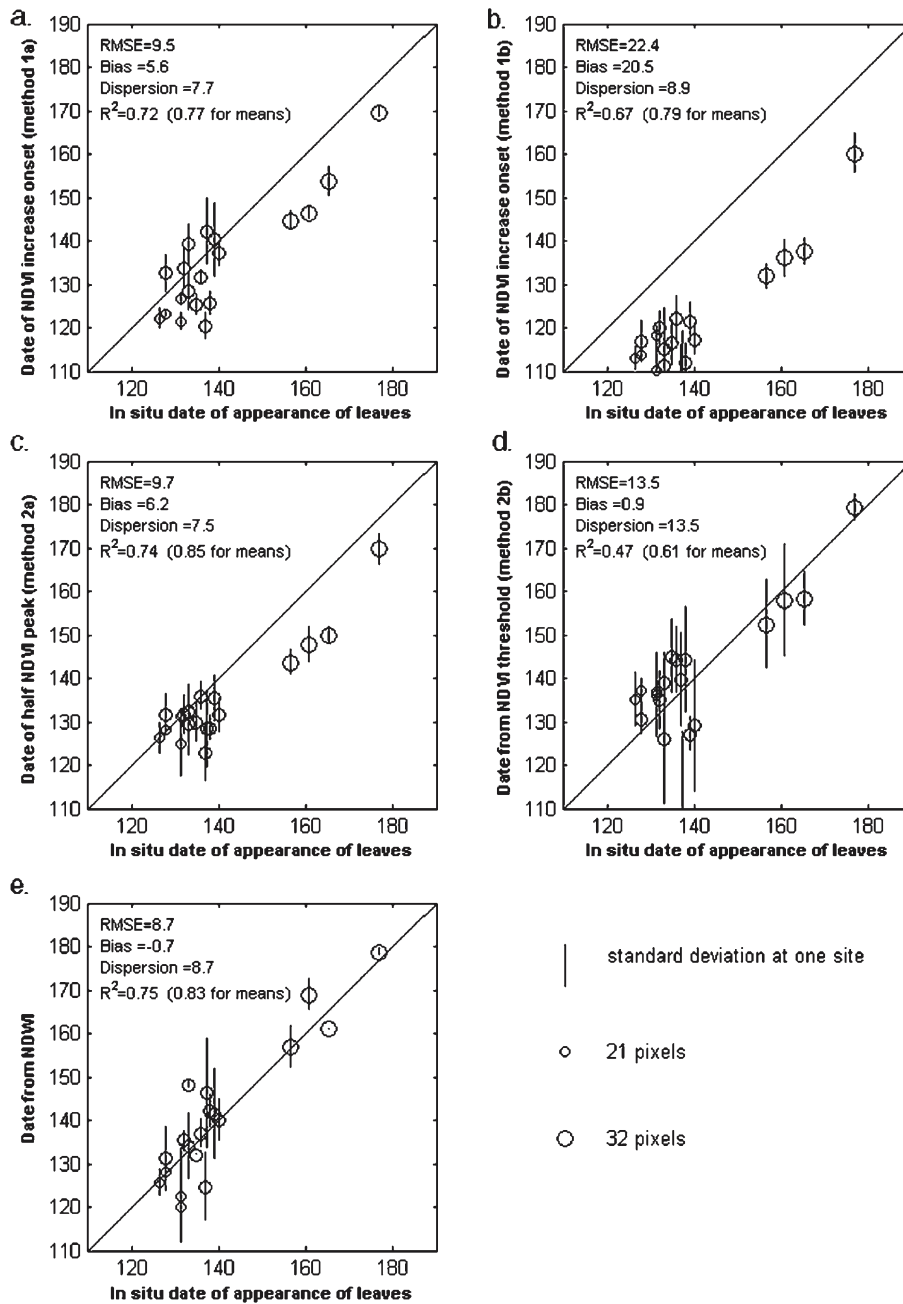 a.
RMSE=9.5
Bias=5.6
Dispersion =7.7
R²=0.72 (0.77 for means)
Date of NDVI increase onset (method 1a)
190
180
170
160
150
140
130
120
110
120 140 160 180
In situ date of appearance of leaves
b.
RMSE=22.4
Bias =20.5
Dispersion =8.9
R²=0.67 (0.79 for means)
Date of NDVI increase onset (method 1b)
190
180
170
160
150
140
130
120
110
120 140 160 180
In situ date of appearance of leaves
c.
RMSE=9.7
Bias =6.2
Dispersion =7.5
R²=0.74 (0.85 for means)
Date of half NDVI peak (method 2a)
190
180
170
160
150
140
130
120
110
120 140 160 180
In situ date of appearance of leaves
d.
RMSE=13.5
Bias =0.9
Dispersion =13.5
R²=0.47 (0.61 for means)
Date from NDVI threshold (method 2b)
190
180
170
160
150
140
130
120
110
120 140 160 180
In situ date of appearance of leaves
e.
RMSE=8.7
Bias =-0.7
Dispersion =8.7
R²=0.75 (0.83 for means)
Date from NDWI
190
180
170
160
150
140
130
120
110
120 140 160 180
In situ date of appearance of leaves
standard deviation at one site
21 pixels
32 pixels